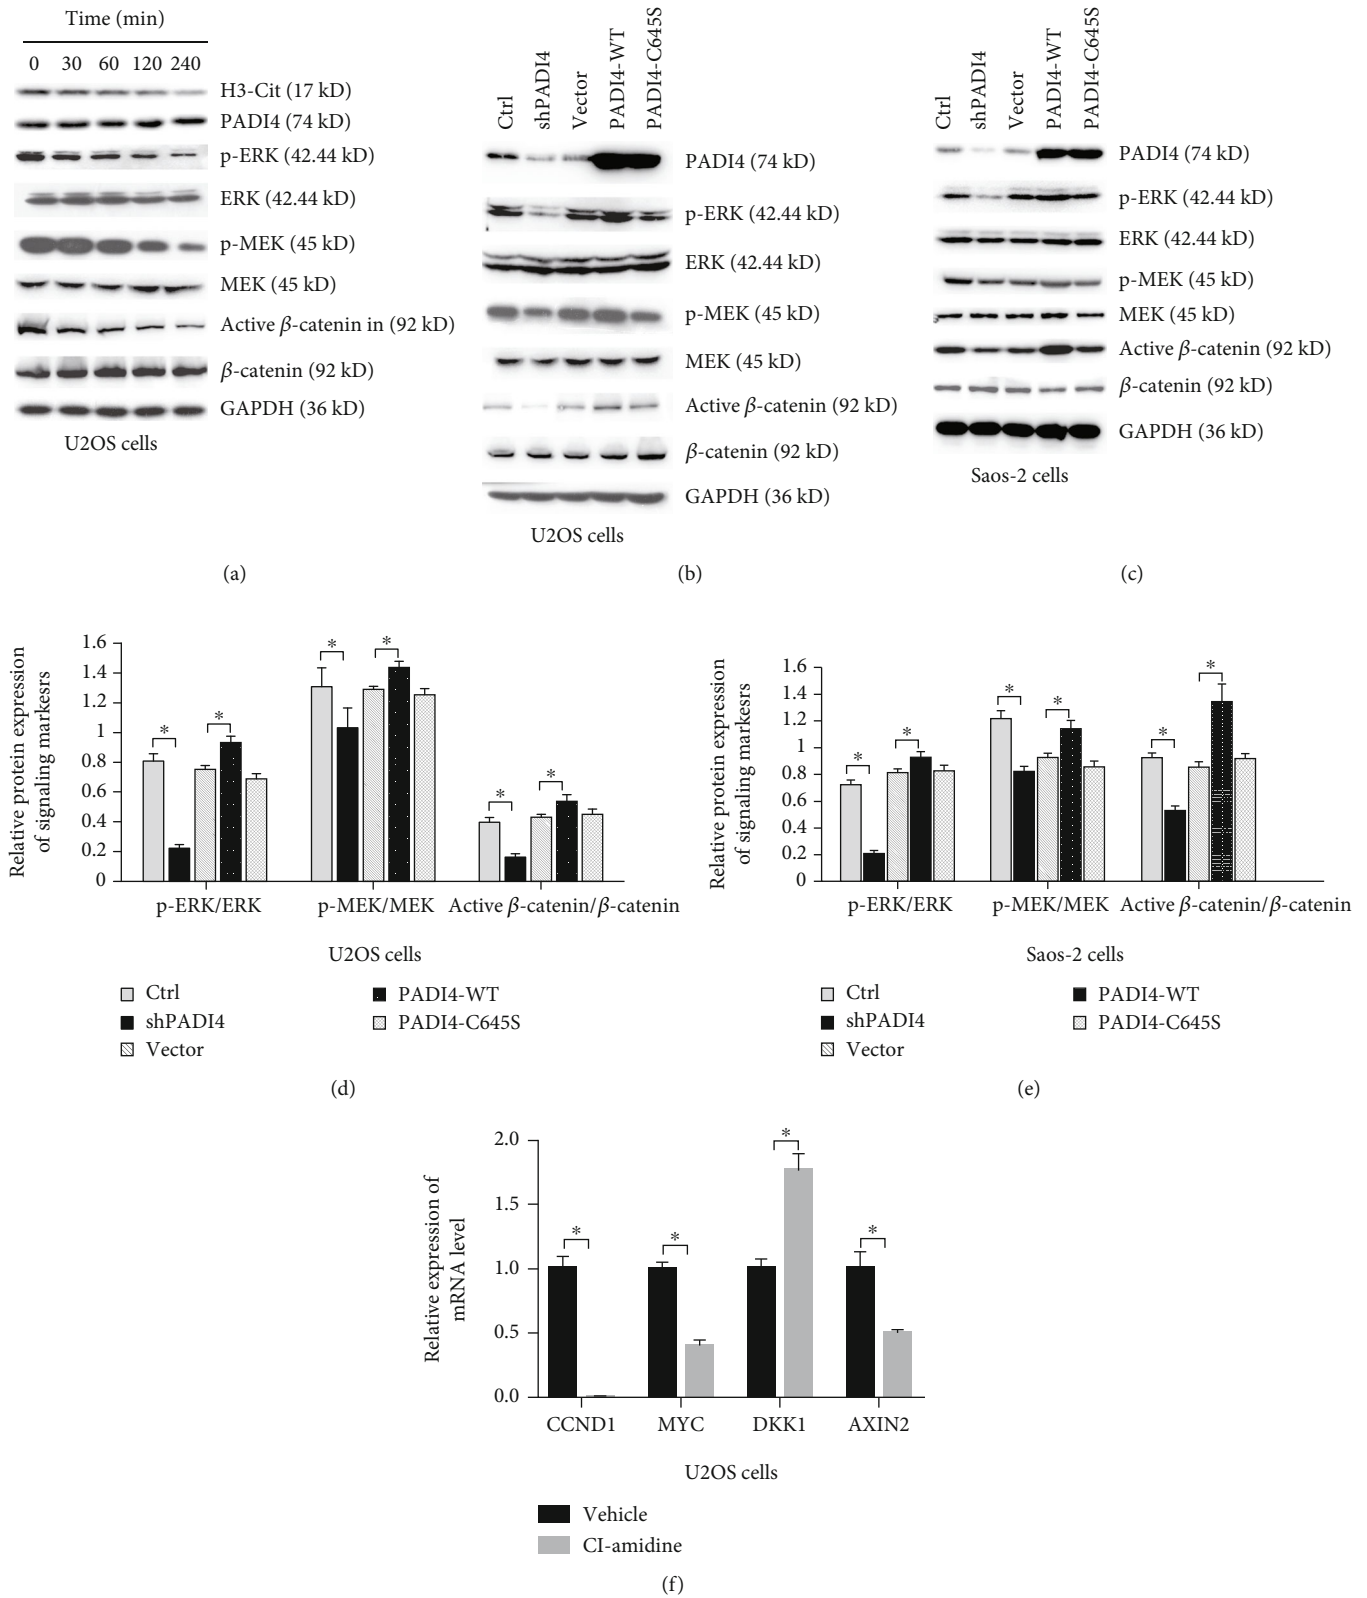 Time (min)
0 30 60 120 240
H3-Cit (17 kD)
PADI4 (74 kD)
p-ERK (42.44 kD)
ERK (42.44 kD)
p-MEK (45 kD)
MEK (45 kD)
Active β-catenin in (92 kD)
β-catenin (92 kD)
GAPDH (36 kD)
U2OS cells
(a)
Ctrl
shPADI4
Vector
PADI4-WT
PADI4-C645S
PADI4 (74 kD)
p-ERK (42.44 kD)
ERK (42.44 kD)
p-MEK (45 kD)
MEK (45 kD)
Active β-catenin (92 kD)
β-catenin (92 kD)
GAPDH (36 kD)
U2OS cells
(b)
Ctrl
shPADI4
Vector
PADI4-WT
PADI4-C645S
PADI4 (74 kD)
p-ERK (42.44 kD)
ERK (42.44 kD)
p-MEK (45 kD)
MEK (45 kD)
Active β-catenin (92 kD)
β-catenin (92 kD)
GAPDH (36 kD)
Saos-2 cells
(c)
Relative protein expression
of signaling markesrs
1.6
1.4
1.2
1
0.8
0.6
0.4
0.2
0
* * * * * *
p-ERK/ERK p-MEK/MEK Active β-catenin/β-catenin
U2OS cells
Ctrl
shPADI4
Vector
PADI4-WT
PADI4-C645S
(d)
Relative protein expression
of signaling markesrs
1.6
1.4
1.2
1
0.8
0.6
0.4
0.2
0
* * * * * *
p-ERK/ERK p-MEK/MEK Active β-catenin/β-catenin
Saos-2 cells
Ctrl
shPADI4
Vector
PADI4-WT
PADI4-C645S
(e)
Relative expression of
mRNA level
2.0
1.5
1.0
0.5
0.0
* * * *
CCND1 MYC DKK1 AXIN2
U2OS cells
Vehicle
CI-amidine
(f)